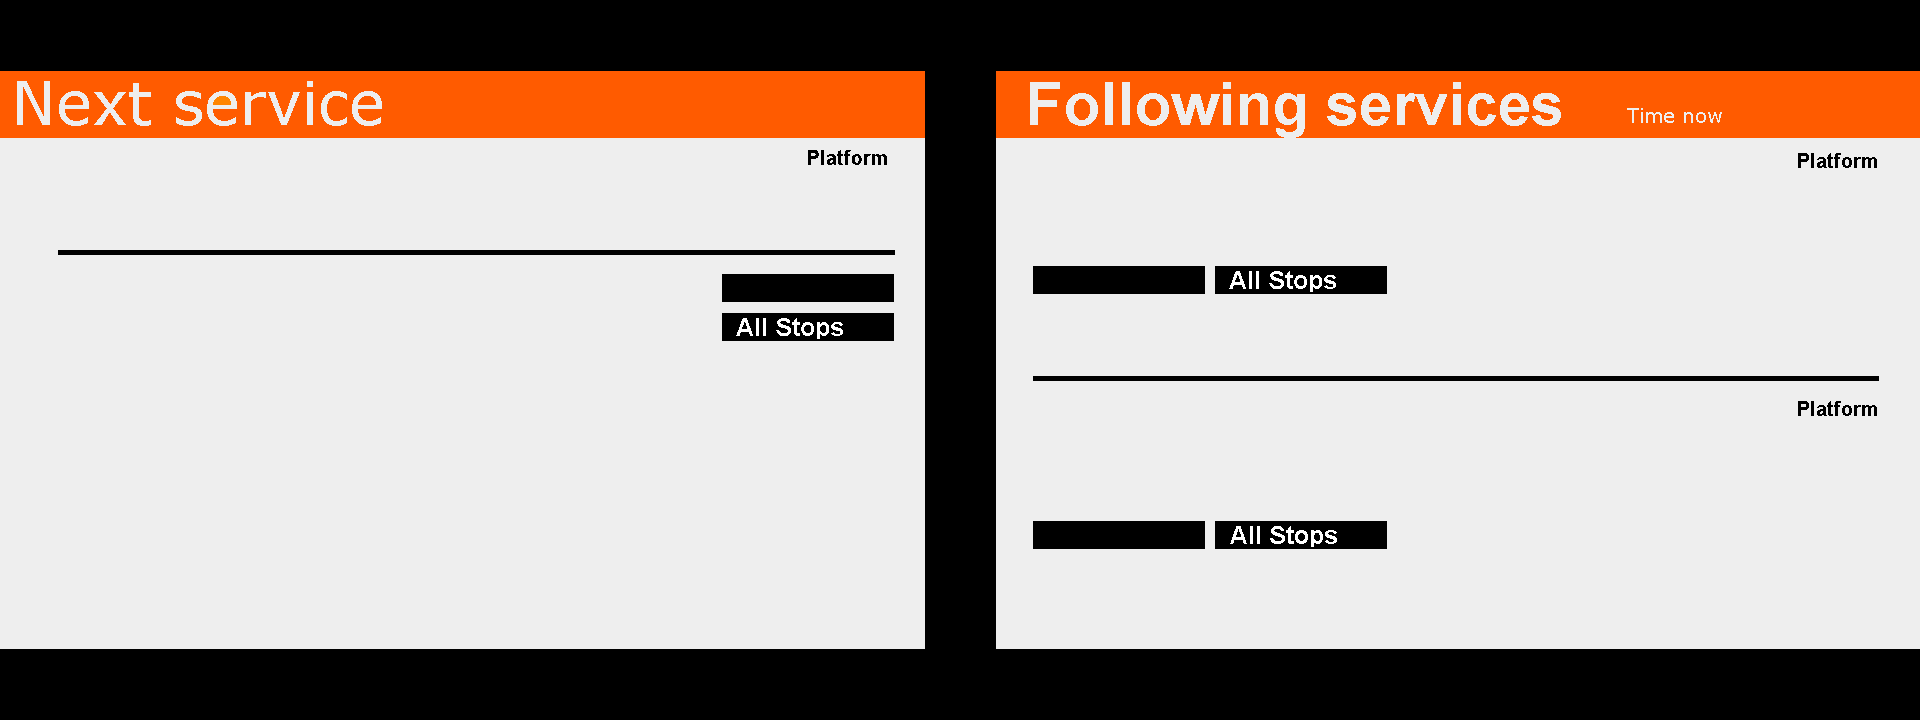 Next service
Platform
All Stops
Following services
Time now
Platform
All Stops
Platform
All Stops